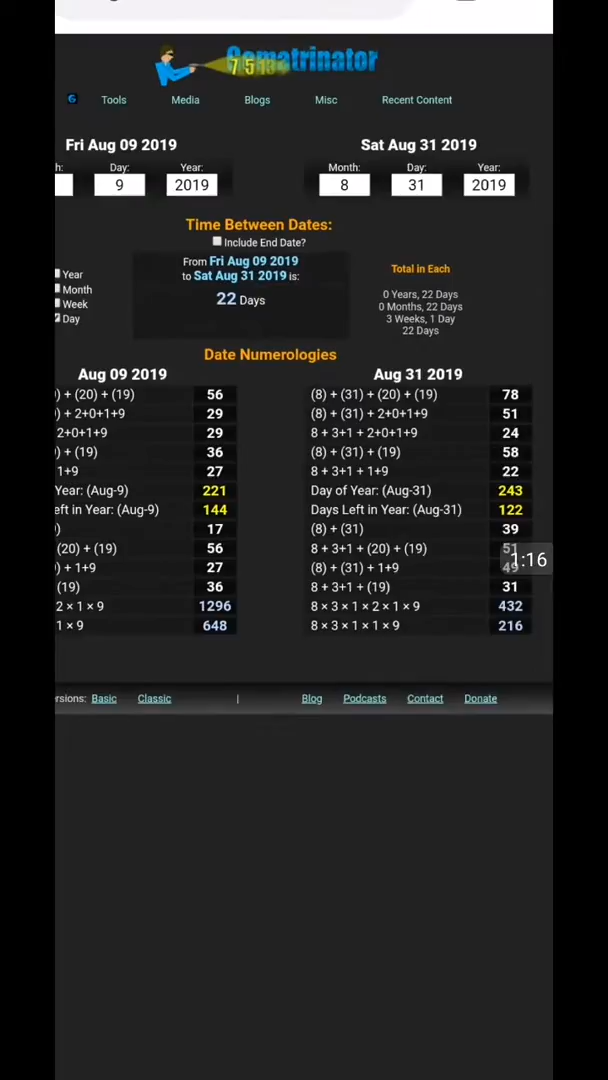 Gematrinator
6 Tools Media Blogs Misc Recent Content
Fri Aug 09 2019 Sat Aug 31 2019
h: Day: Year: Month: Day: Year:
9 2019 8 31 2019
Time Between Dates:
Include End Date?
From Fri Aug 09 2019
to Sat Aug 31 2019 is:
22 Days
Year
Month
Week
Day
Total in Each
0 Years, 22 Days
0 Months, 22 Days
3 Weeks, 1 Day
22 Days
Date Numerologies
Aug 09 2019
) + (20) + (19) 56
) + 2+0+1+9 29
2+0+1+9 29
) + (19) 36
1+9 27
Year: (Aug-9) 221
eft in Year: (Aug-9) 144
) 17
(20) + (19) 56
) + 1+9 27
(19) 36
2 × 1 × 9 1296
1 × 9 648
Aug 31 2019
(8) + (31) + (20) + (19) 78
(8) + (31) + 2+0+1+9 51
8 + 3+1 + 2+0+1+9 24
(8) + (31) + (19) 58
8 + 3+1 + 1+9 22
Day of Year: (Aug-31) 243
Days Left in Year: (Aug-31) 122
(8) + (31) 39
8 + 3+1 + (20) + (19) 51
(8) + (31) + 1+9 49
8 + 3+1 + (19) 31
8 × 3 × 1 × 2 × 1 × 9 432
8 × 3 × 1 × 1 × 9 216
1:16
rsions: Basic Classic | Blog Podcasts Contact Donate